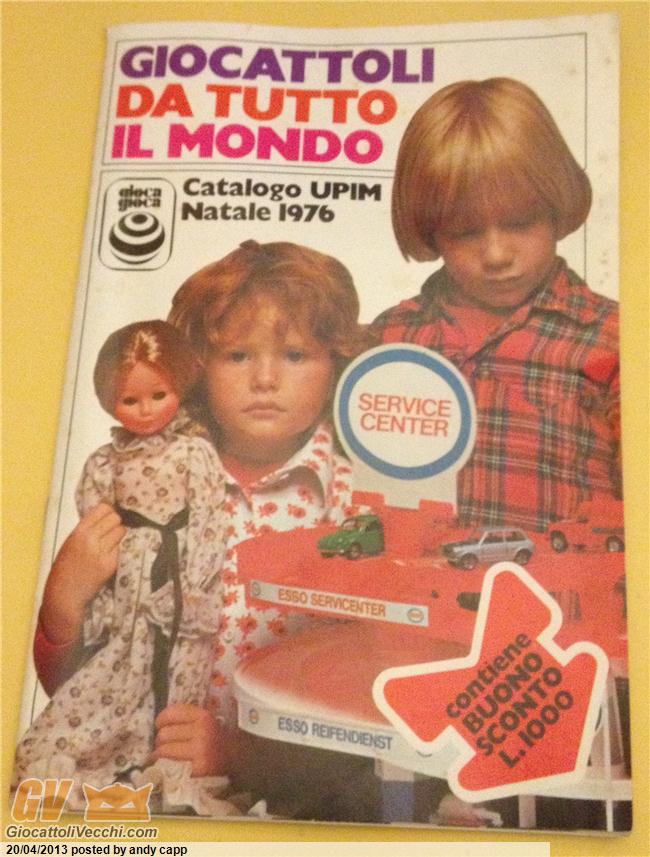 GIOCATTOLI
DA TUTTO
IL MONDO
gioca
gioca
Catalogo UPIM
Natale 1976
SERVICE
CENTER
ESSO SERVICENTER
ESSO REIFENDIENST
contiene
BUONO
SCONTO
L.1000
GV
GiocattoliVecchi.com
20/04/2013 posted by andy capp